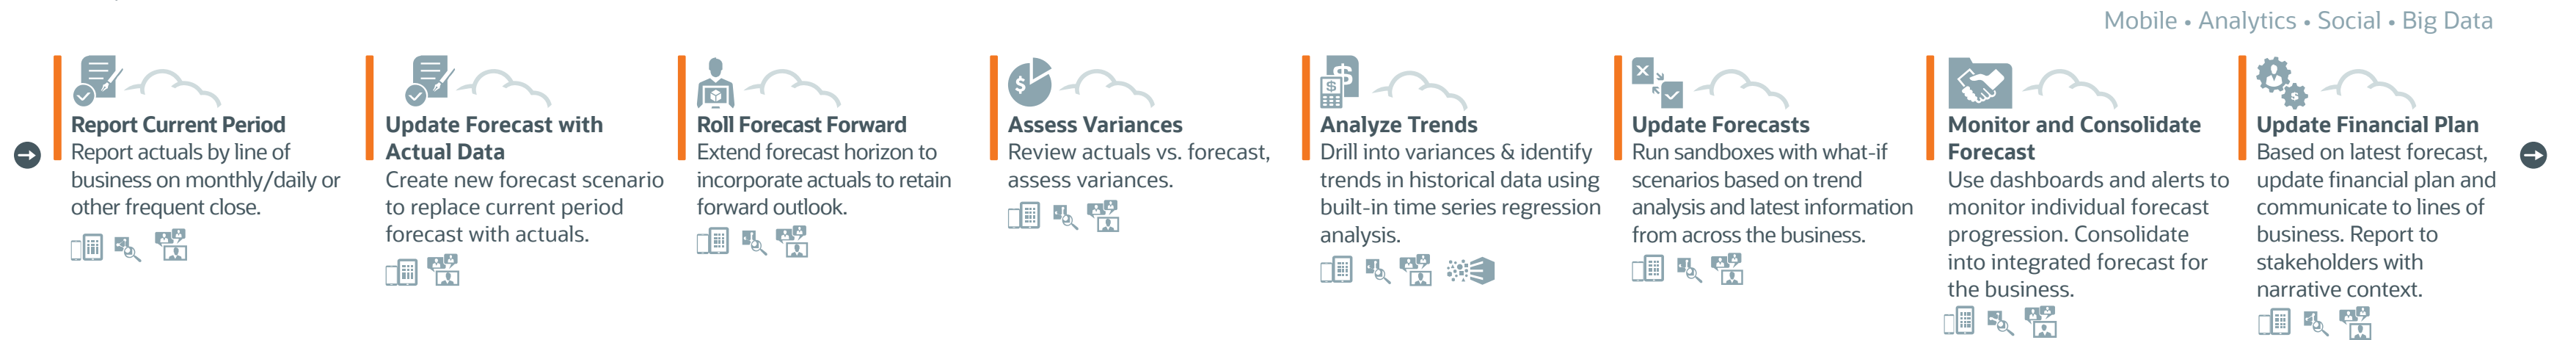 Mobile • Analytics • Social • Big Data
Report Current Period
Report actuals by line of
business on monthly/daily or
other frequent close.
Update Forecast with
Actual Data
Create new forecast scenario
to replace current period
forecast with actuals.
Roll Forecast Forward
Extend forecast horizon to
incorporate actuals to retain
forward outlook.
Assess Variances
Review actuals vs. forecast,
assess variances.
Analyze Trends
Drill into variances & identify
trends in historical data using
built-in time series regression
analysis.
Update Forecasts
Run sandboxes with what-if
scenarios based on trend
analysis and latest information
from across the business.
Monitor and Consolidate
Forecast
Use dashboards and alerts to
monitor individual forecast
progression. Consolidate
into integrated forecast for
the business.
Update Financial Plan
Based on latest forecast,
update financial plan and
communicate to lines of
business. Report to
stakeholders with
narrative context.